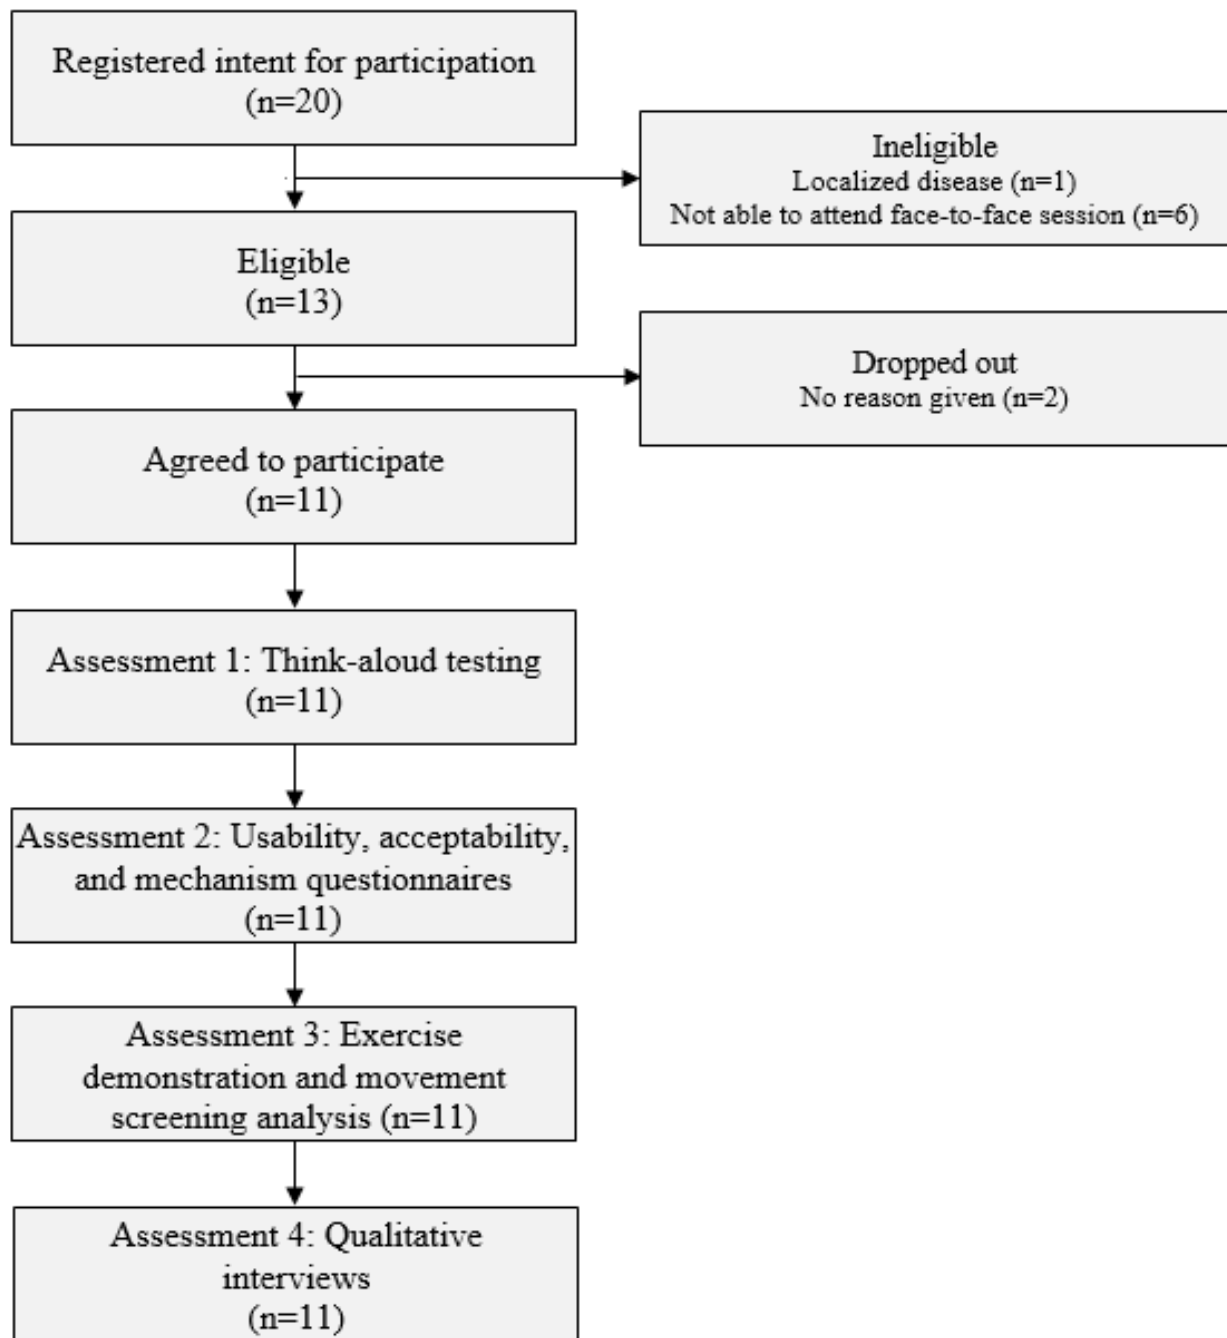 Registered intent for participation
(n=20)
Ineligible
Localized disease (n=1)
Not able to attend face-to-face session (n=6)
Eligible
(n=13)
Dropped out
No reason given (n=2)
Agreed to participate
(n=11)
Assessment 1: Think-aloud testing
(n=11)
Assessment 2: Usability, acceptability,
and mechanism questionnaires
(n=11)
Assessment 3: Exercise
demonstration and movement
screening analysis (n=11)
Assessment 4: Qualitative
interviews
(n=11)